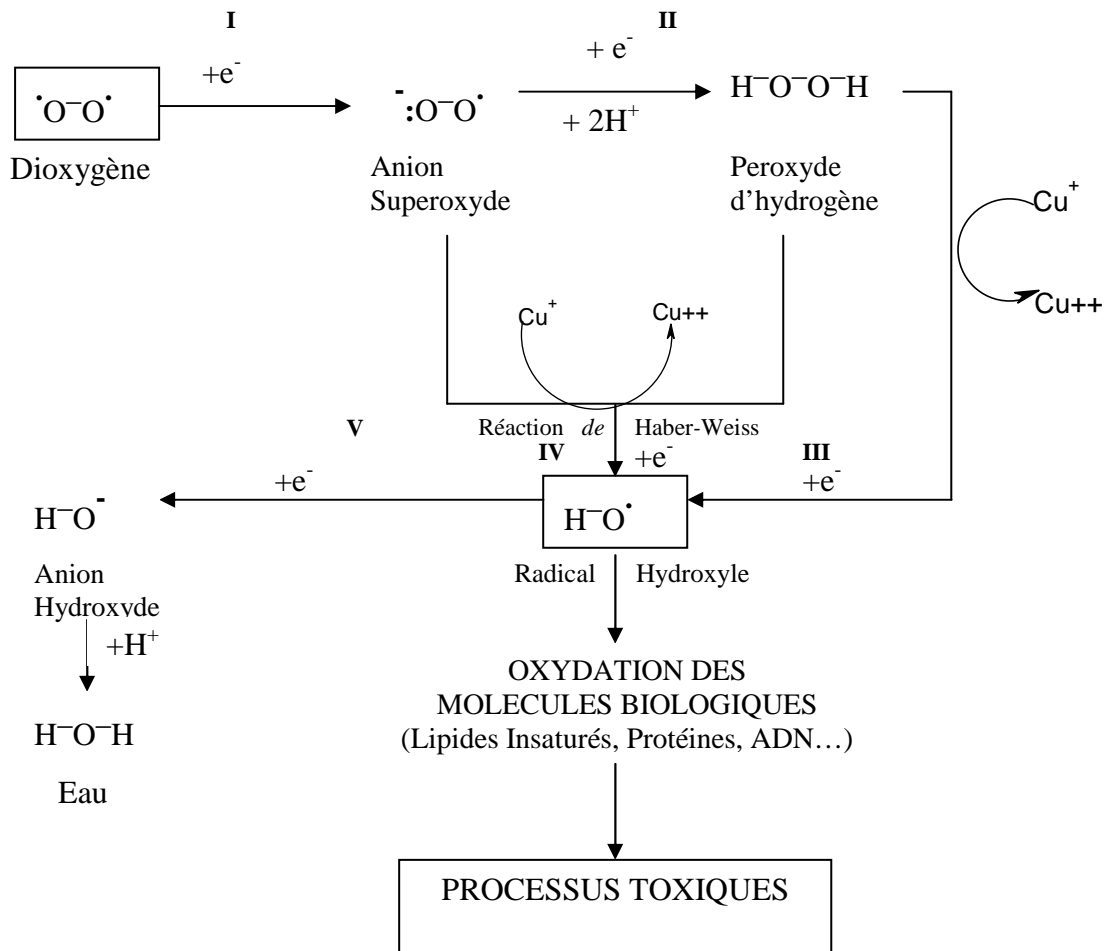 I
II
+e-
+ e-
•O–O•
-:O–O•
H–O–O–H
+ 2H+
Dioxygène
Anion
Superoxyde
Peroxyde
d’hydrogène
Cu+
Cu++
Cu+
Cu++
V
Réaction de Haber-Weiss
IV
+e-
III
+e-
+e-
H–O-
H–O•
Anion
Hydroxyde
Radical Hydroxyle
+H+
OXYDATION DES
MOLECULES BIOLOGIQUES
(Lipides Insaturés, Protéines, ADN…)
H–O–H
Eau
PROCESSUS TOXIQUES